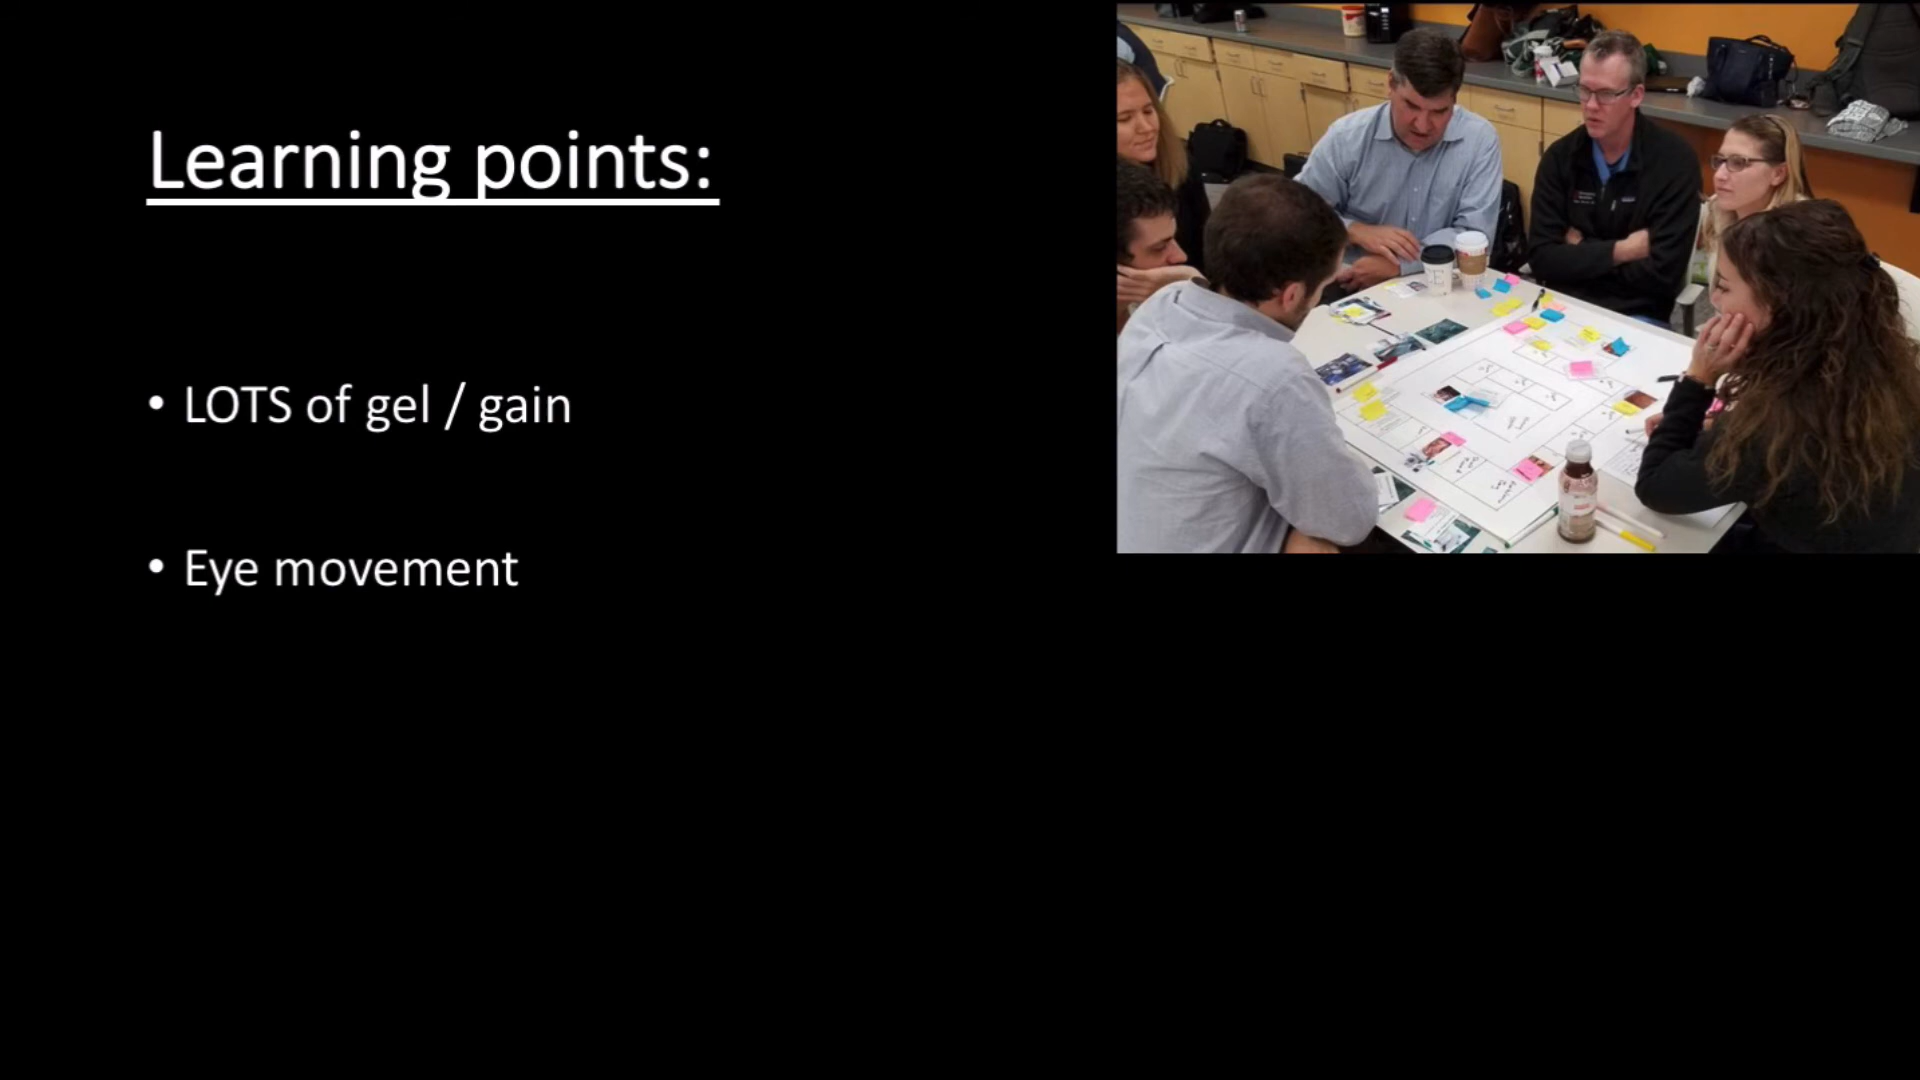 Learning points:
• LOTS of gel / gain
• Eye movement